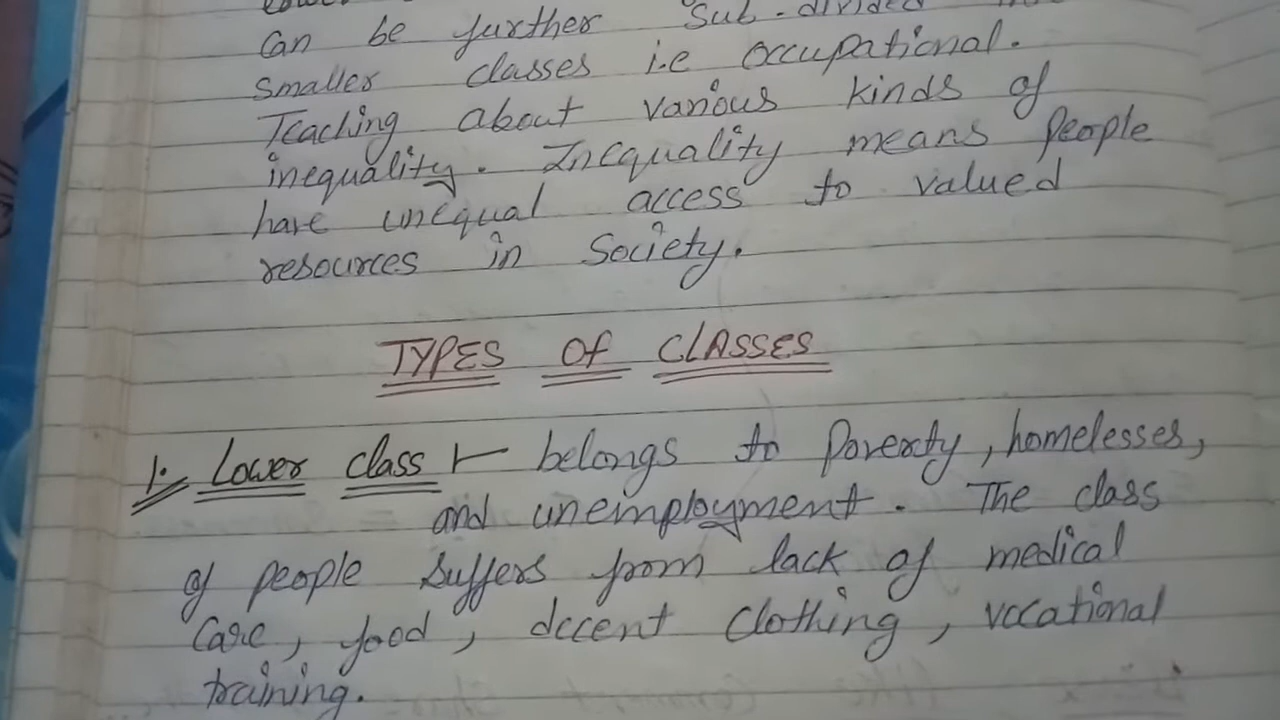 can be further Sub-divided
smaller classes i.e occupational.
Teaching about various kinds of
inequality. Inequality means People
have unequal access to valued
resources in Society.
TYPES Of CLASSES
1. Lower class :- belongs to Poverty, homelesses,
and unemployment. The class
of people suffers from lack of medical
Care, food, decent clothing, vocational
training.